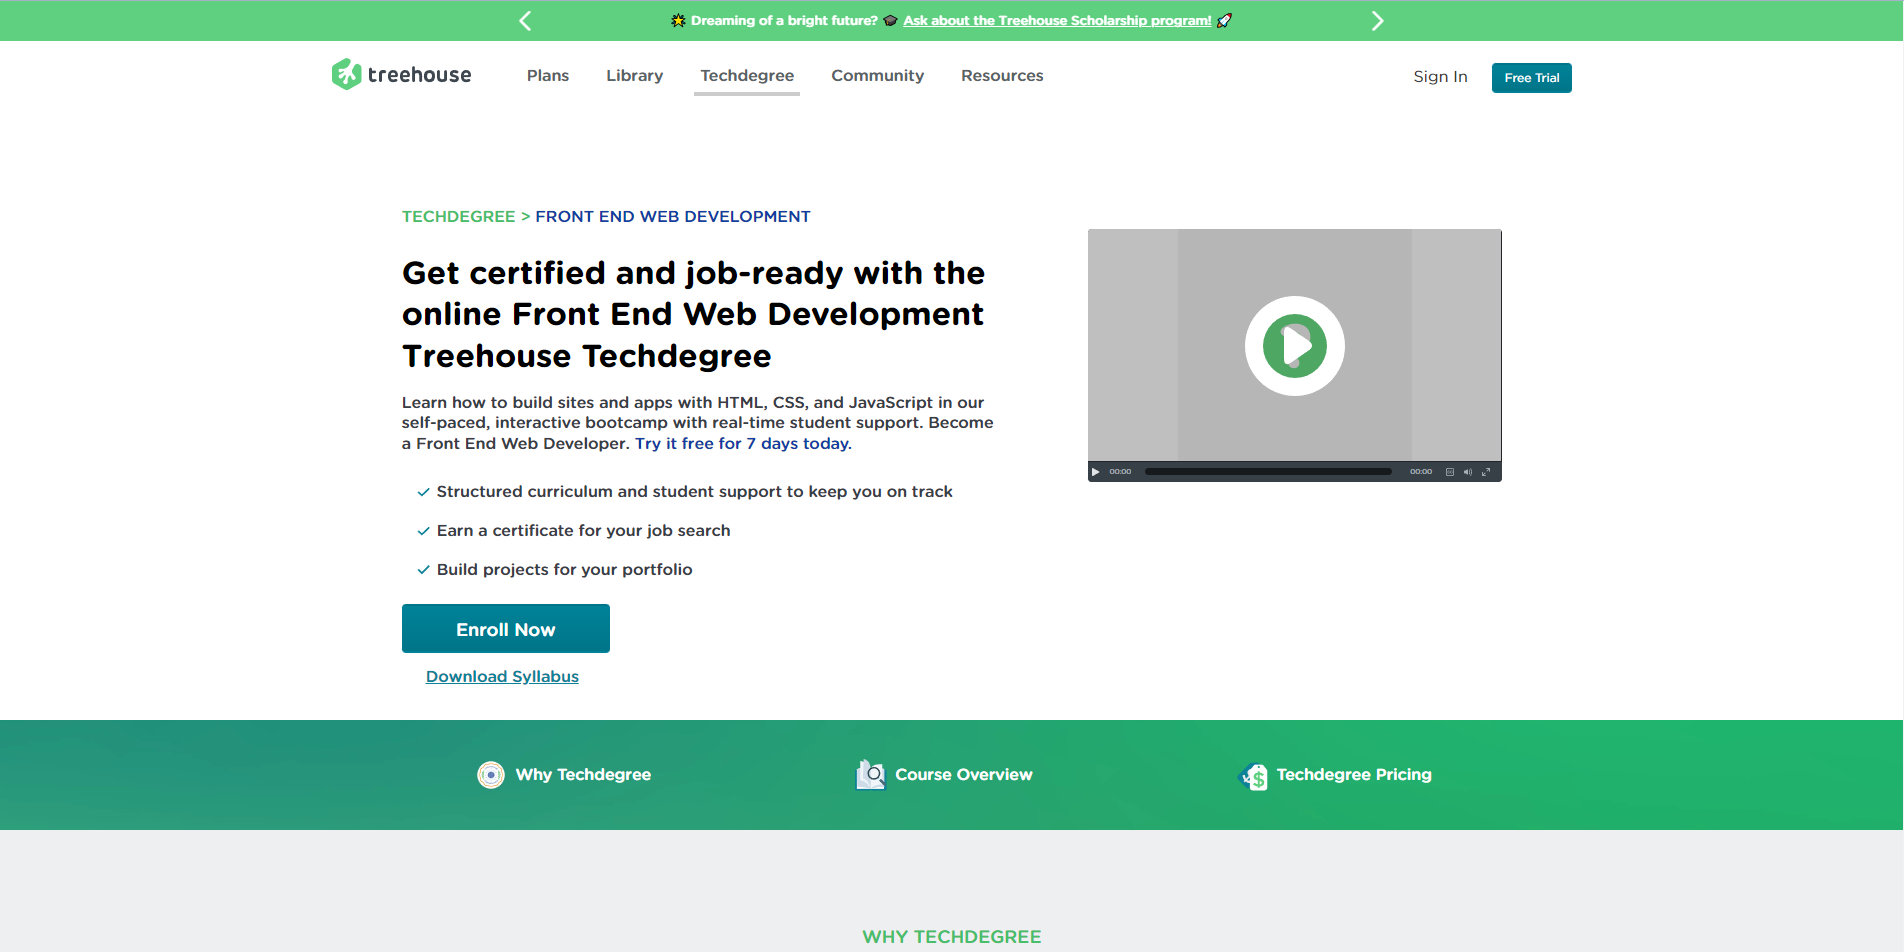 🌟 Dreaming of a bright future? 🎓 Ask about the Treehouse Scholarship program! 🚀
treehouse
Plans
Library
Techdegree
Community
Resources
Sign In
Free Trial
TECHDEGREE > FRONT END WEB DEVELOPMENT
Get certified and job-ready with the
online Front End Web Development
Treehouse Techdegree
Learn how to build sites and apps with HTML, CSS, and JavaScript in our
self-paced, interactive bootcamp with real-time student support. Become
a Front End Web Developer. Try it free for 7 days today.
Structured curriculum and student support to keep you on track
Earn a certificate for your job search
Build projects for your portfolio
Enroll Now
Download Syllabus
00:00
00:00
Why Techdegree
Course Overview
Techdegree Pricing
WHY TECHDEGREE